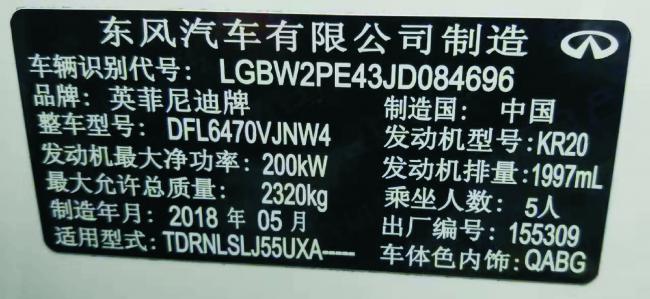 东风汽车有限公司制造
车辆识别代号: LGBW2PE43JD084696
品牌: 英菲尼迪牌 制造国: 中国
整车型号: DFL6470VJNW4 发动机型号: KR20
发动机最大净功率: 200kW 发动机排量: 1997mL
最大允许总质量: 2320kg 乘坐人数: 5人
制造年月: 2018 年 05 月 出厂编号: 155309
适用型式: TDRNLSLJ55UXA----- 车体色内饰: QABG